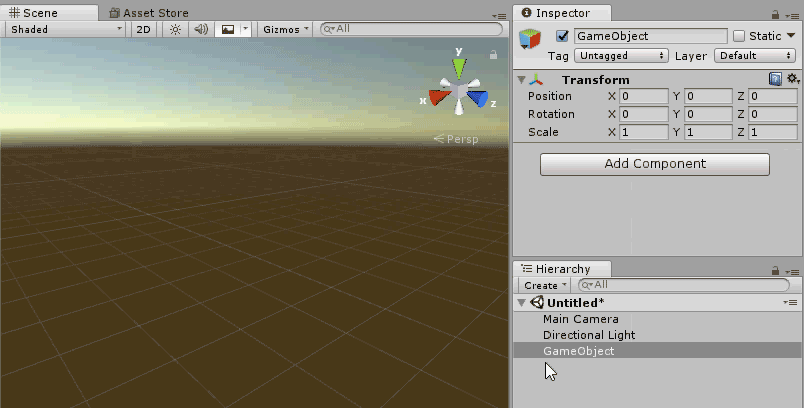 Scene Asset Store
Shaded 2D Gizmos All
y
x z
Persp
Inspector
GameObject Static
Tag Untagged Layer Default
Transform
Position X 0 Y 0 Z 0
Rotation X 0 Y 0 Z 0
Scale X 1 Y 1 Z 1
Add Component
Hierarchy
Create All
Untitled*
Main Camera
Directional Light
GameObject